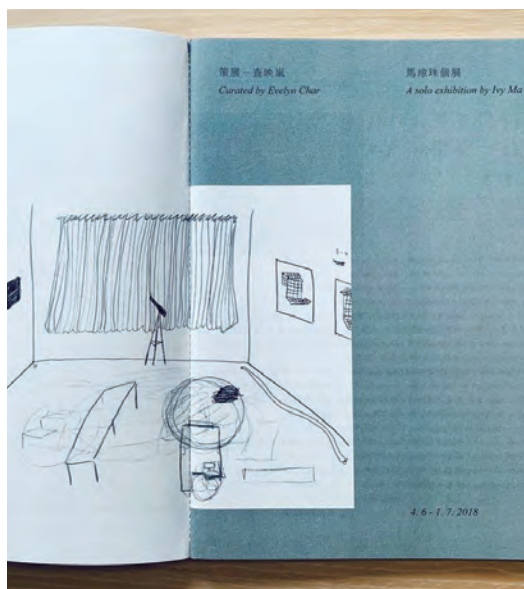 策展－查映嵐
Curated by Evelyn Char
馬瓊珠個展
A solo exhibition by Ivy Ma
4. 6 - 1. 7. 2018